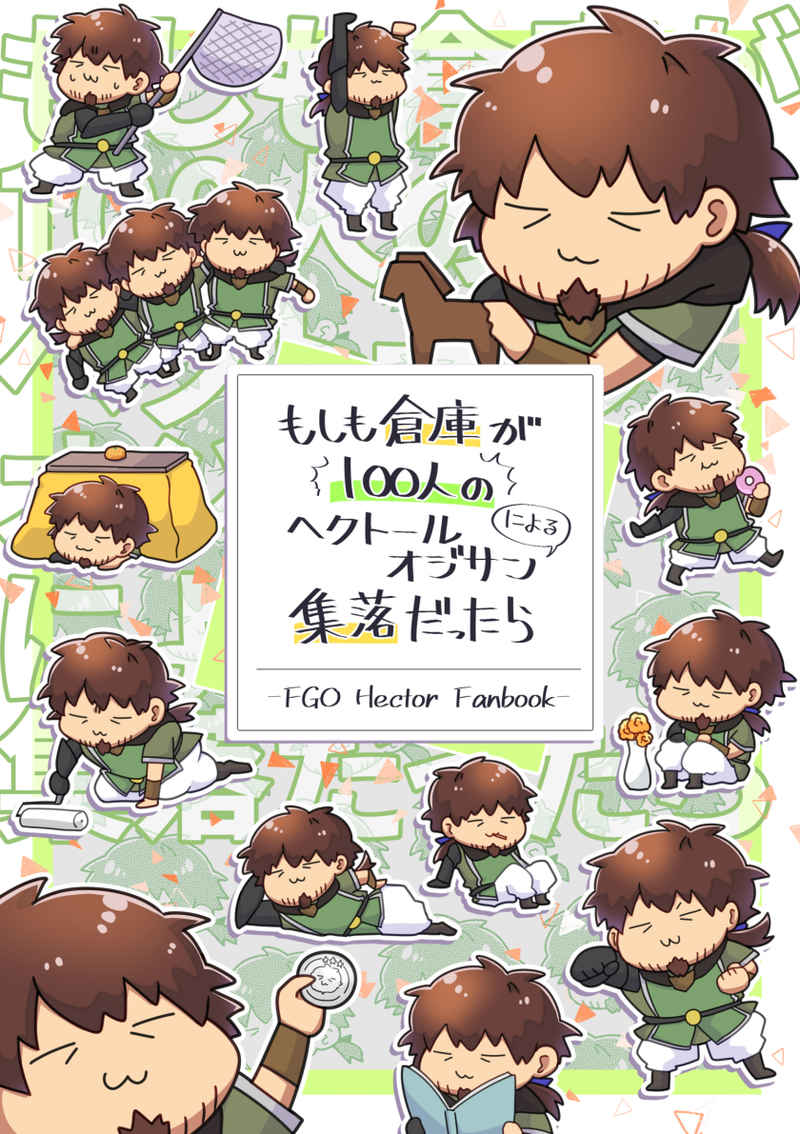 もしも倉庫が
100人の
ヘクトール
による
オジサン
集落だったら
-FGO Hector Fanbook-